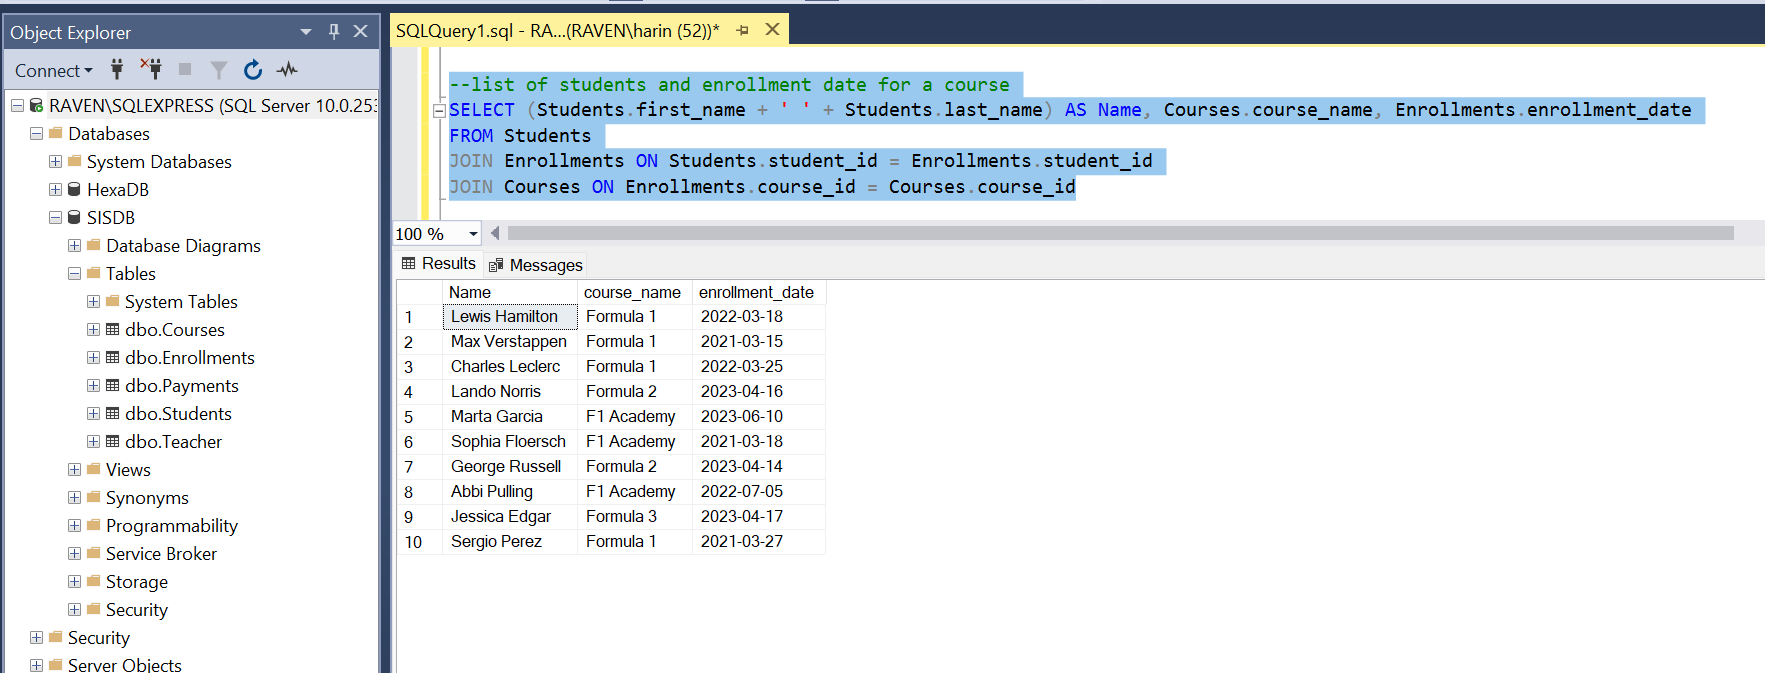 Object Explorer
Connect
RAVEN\SQLEXPRESS (SQL Server 10.0.253
Databases
System Databases
HexaDB
SISDB
Database Diagrams
Tables
System Tables
dbo.Courses
dbo.Enrollments
dbo.Payments
dbo.Students
dbo.Teacher
Views
Synonyms
Programmability
Service Broker
Storage
Security
Security
Server Objects
SQLQuery1.sql - RA...(RAVEN\harin (52))*
--list of students and enrollment date for a course
SELECT (Students.first_name + ' ' + Students.last_name) AS Name, Courses.course_name, Enrollments.enrollment_date
FROM Students
JOIN Enrollments ON Students.student_id = Enrollments.student_id
JOIN Courses ON Enrollments.course_id = Courses.course_id
100 %
Results Messages
Name course_name enrollment_date
1 Lewis Hamilton Formula 1 2022-03-18
2 Max Verstappen Formula 1 2021-03-15
3 Charles Leclerc Formula 1 2022-03-25
4 Lando Norris Formula 2 2023-04-16
5 Marta Garcia F1 Academy 2023-06-10
6 Sophia Floersch F1 Academy 2021-03-18
7 George Russell Formula 2 2023-04-14
8 Abbi Pulling F1 Academy 2022-07-05
9 Jessica Edgar Formula 3 2023-04-17
10 Sergio Perez Formula 1 2021-03-27